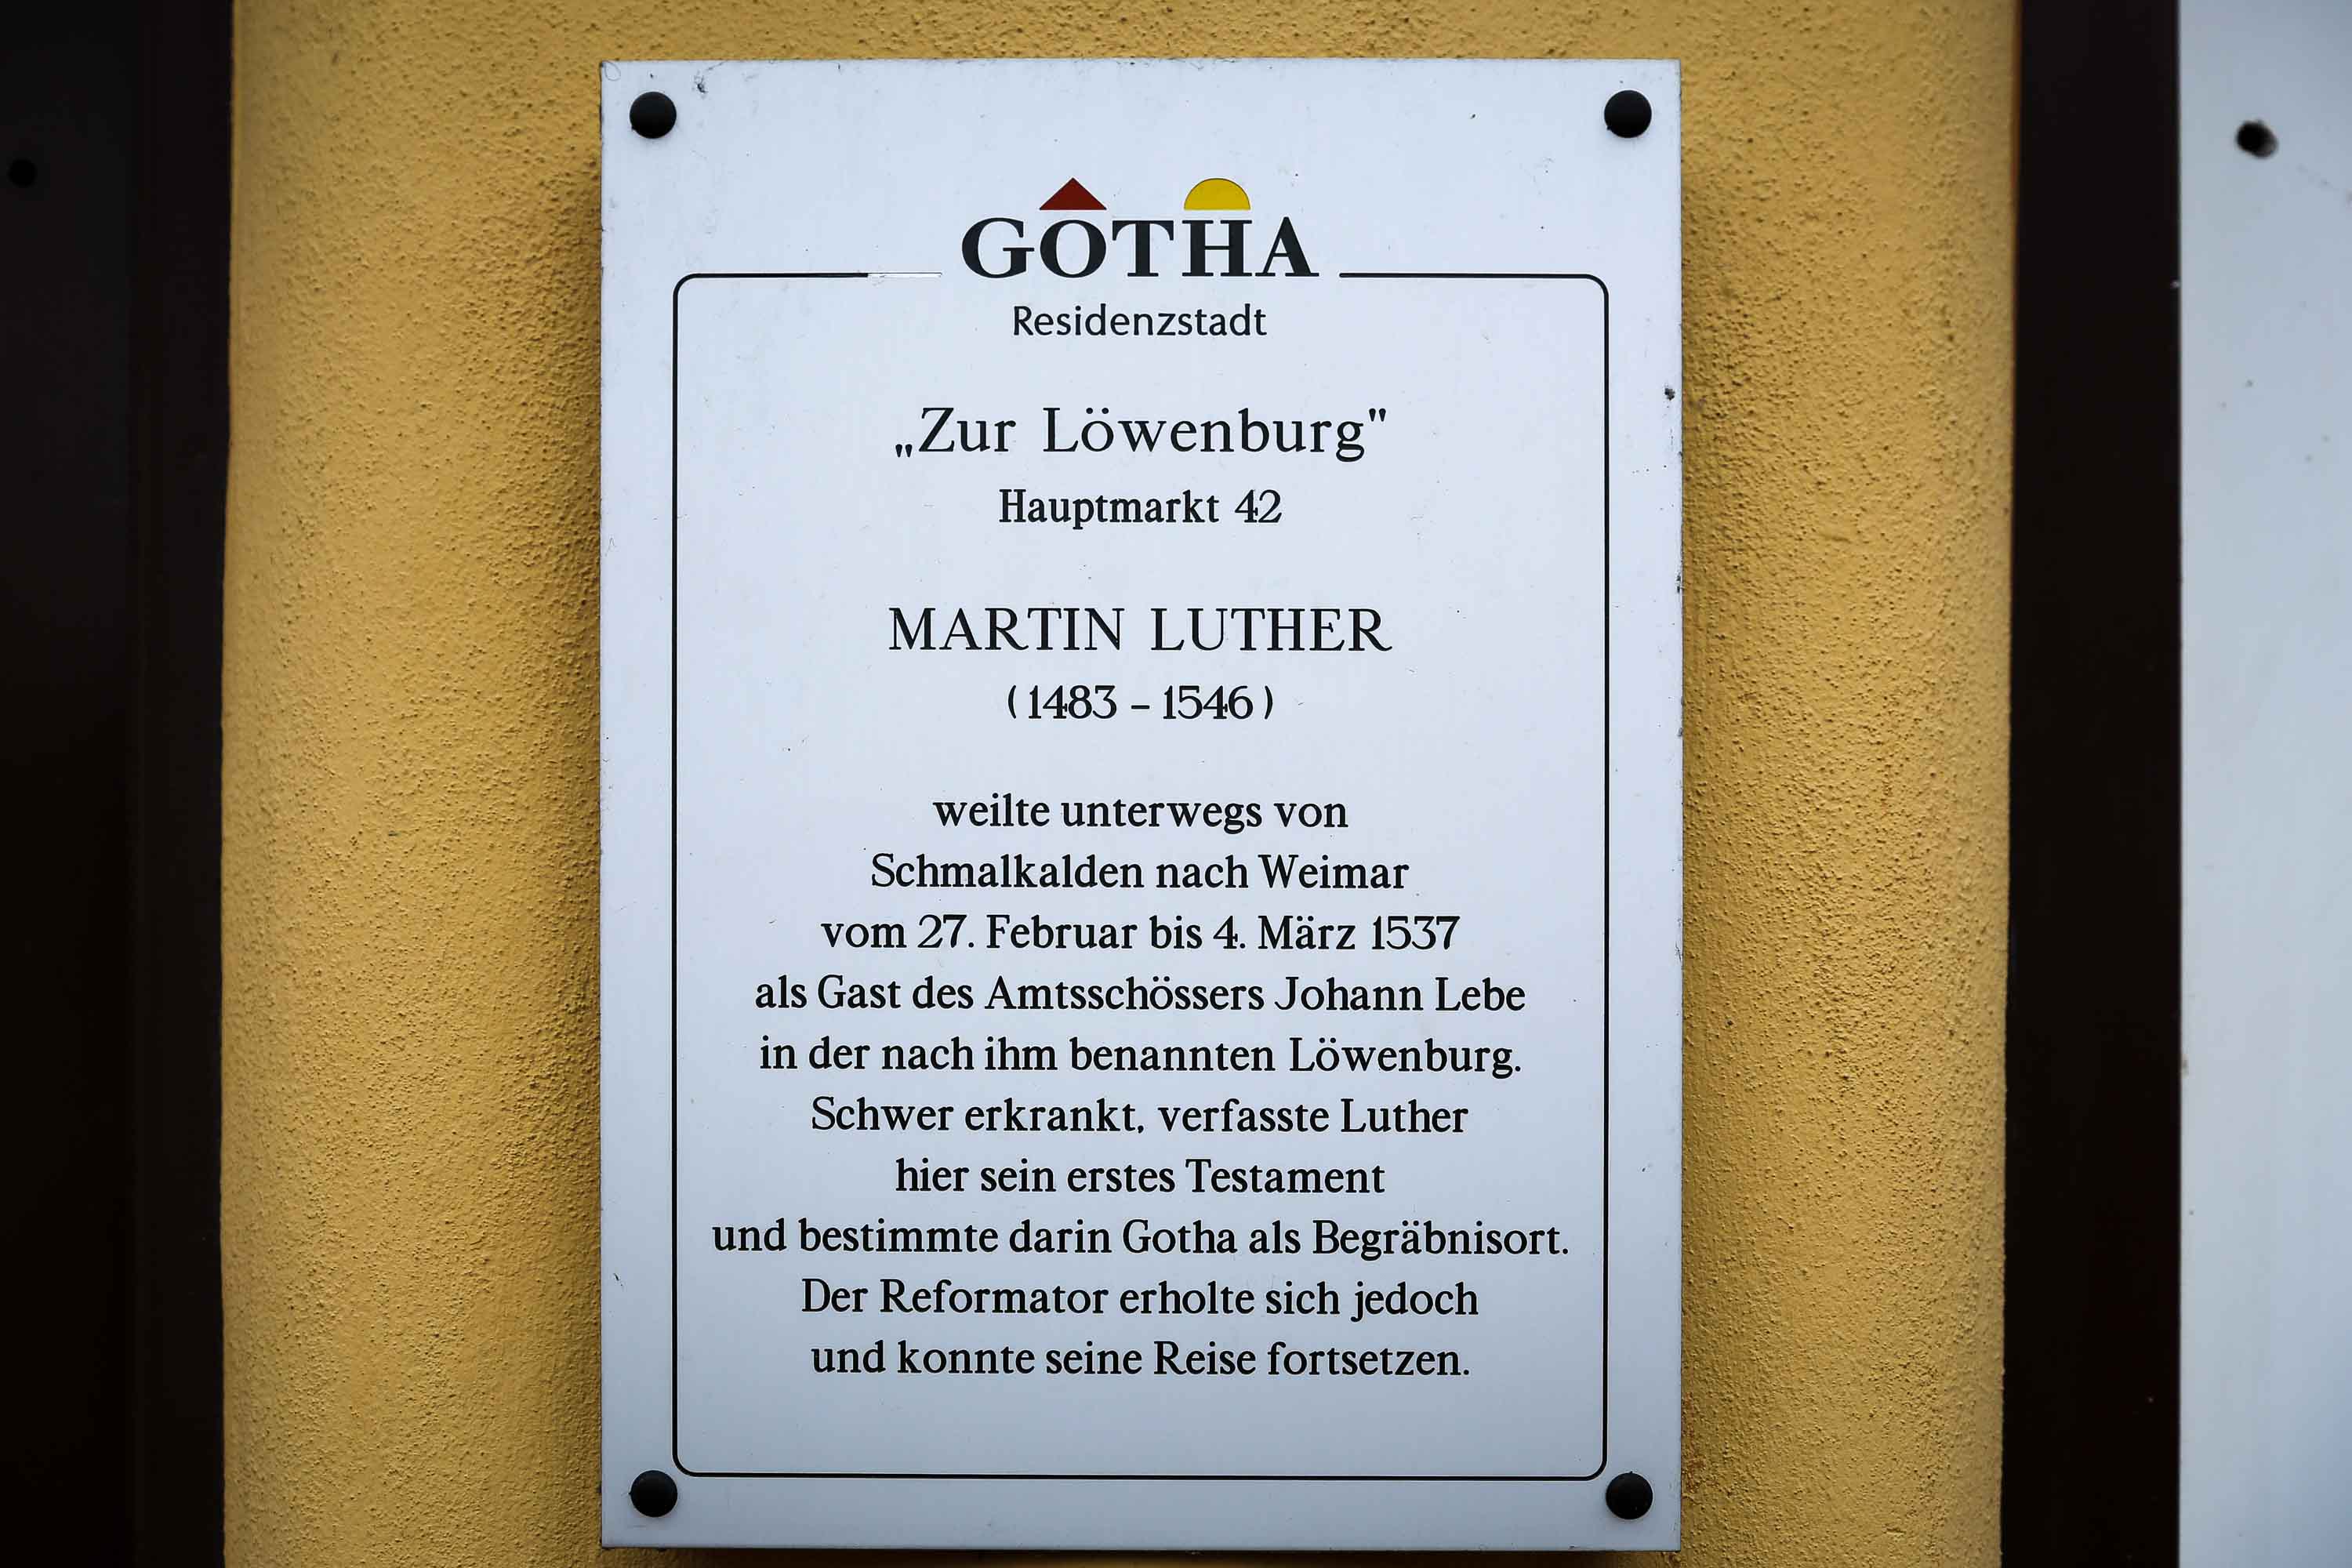 GOTHA
Residenzstadt
„Zur Löwenburg"
Hauptmarkt 42
MARTIN LUTHER
(1483 – 1546)
weilte unterwegs von
Schmalkalden nach Weimar
vom 27. Februar bis 4. März 1537
als Gast des Amtsschössers Johann Lebe
in der nach ihm benannten Löwenburg.
Schwer erkrankt, verfasste Luther
hier sein erstes Testament
und bestimmte darin Gotha als Begräbnisort.
Der Reformator erholte sich jedoch
und konnte seine Reise fortsetzen.